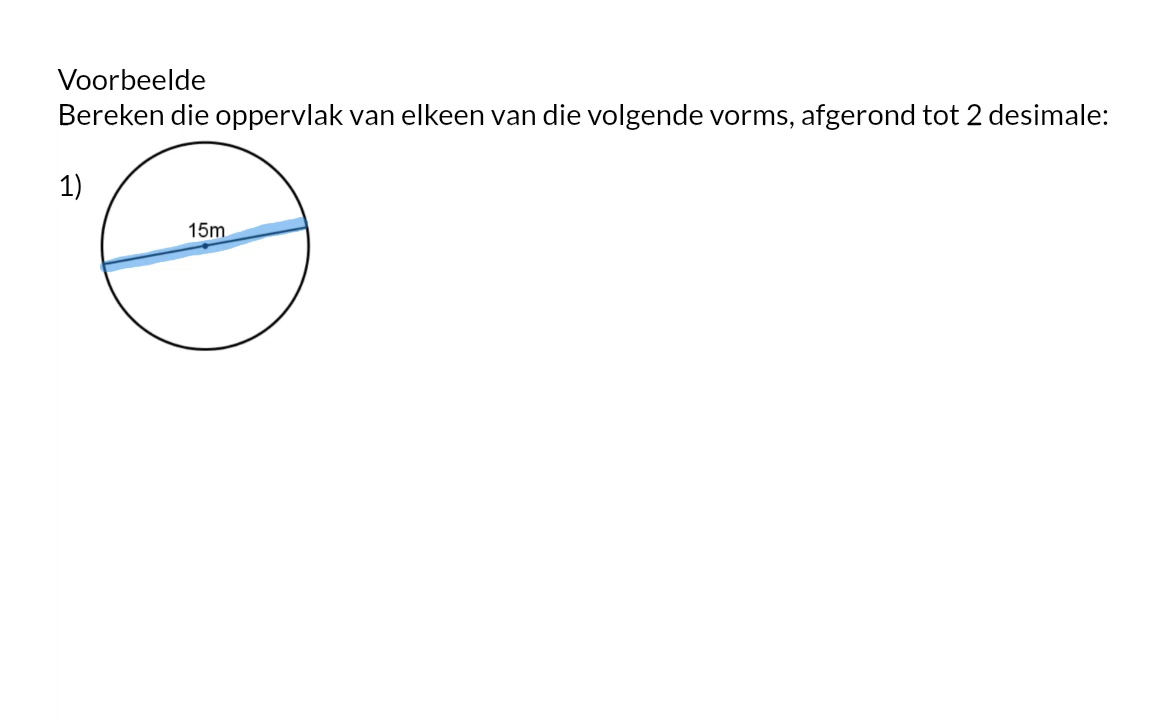 Voorbeelde
Bereken die oppervlak van elkeen van die volgende vorms, afgerond tot 2 desimale:
1)
15m